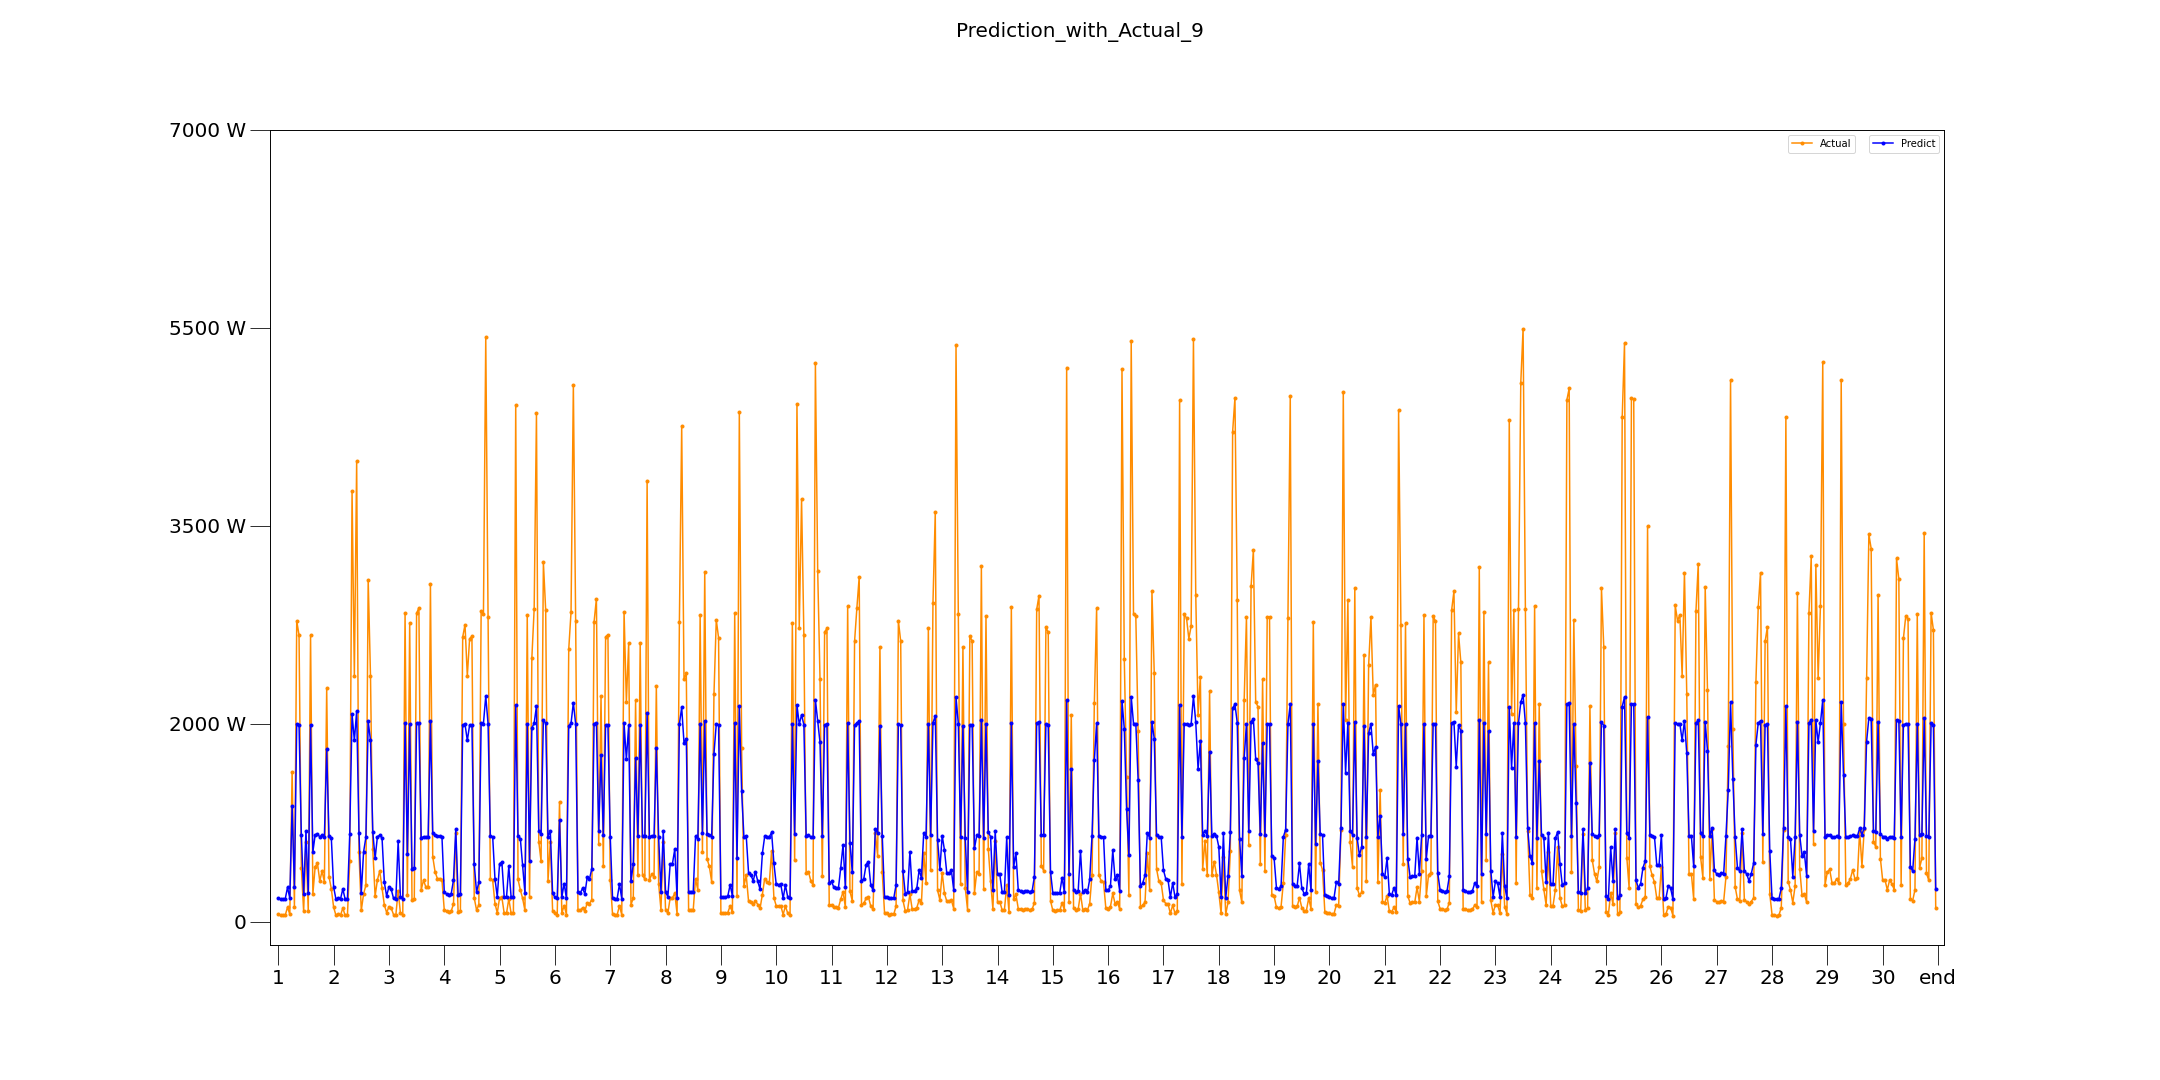 Prediction_with_Actual_9
7000 W
Actual Predict
5500 W
3500 W
2000 W
0
1 2 3 4 5 6 7 8 9 10 11 12 13 14 15 16 17 18 19 20 21 22 23 24 25 26 27 28 29 30 end